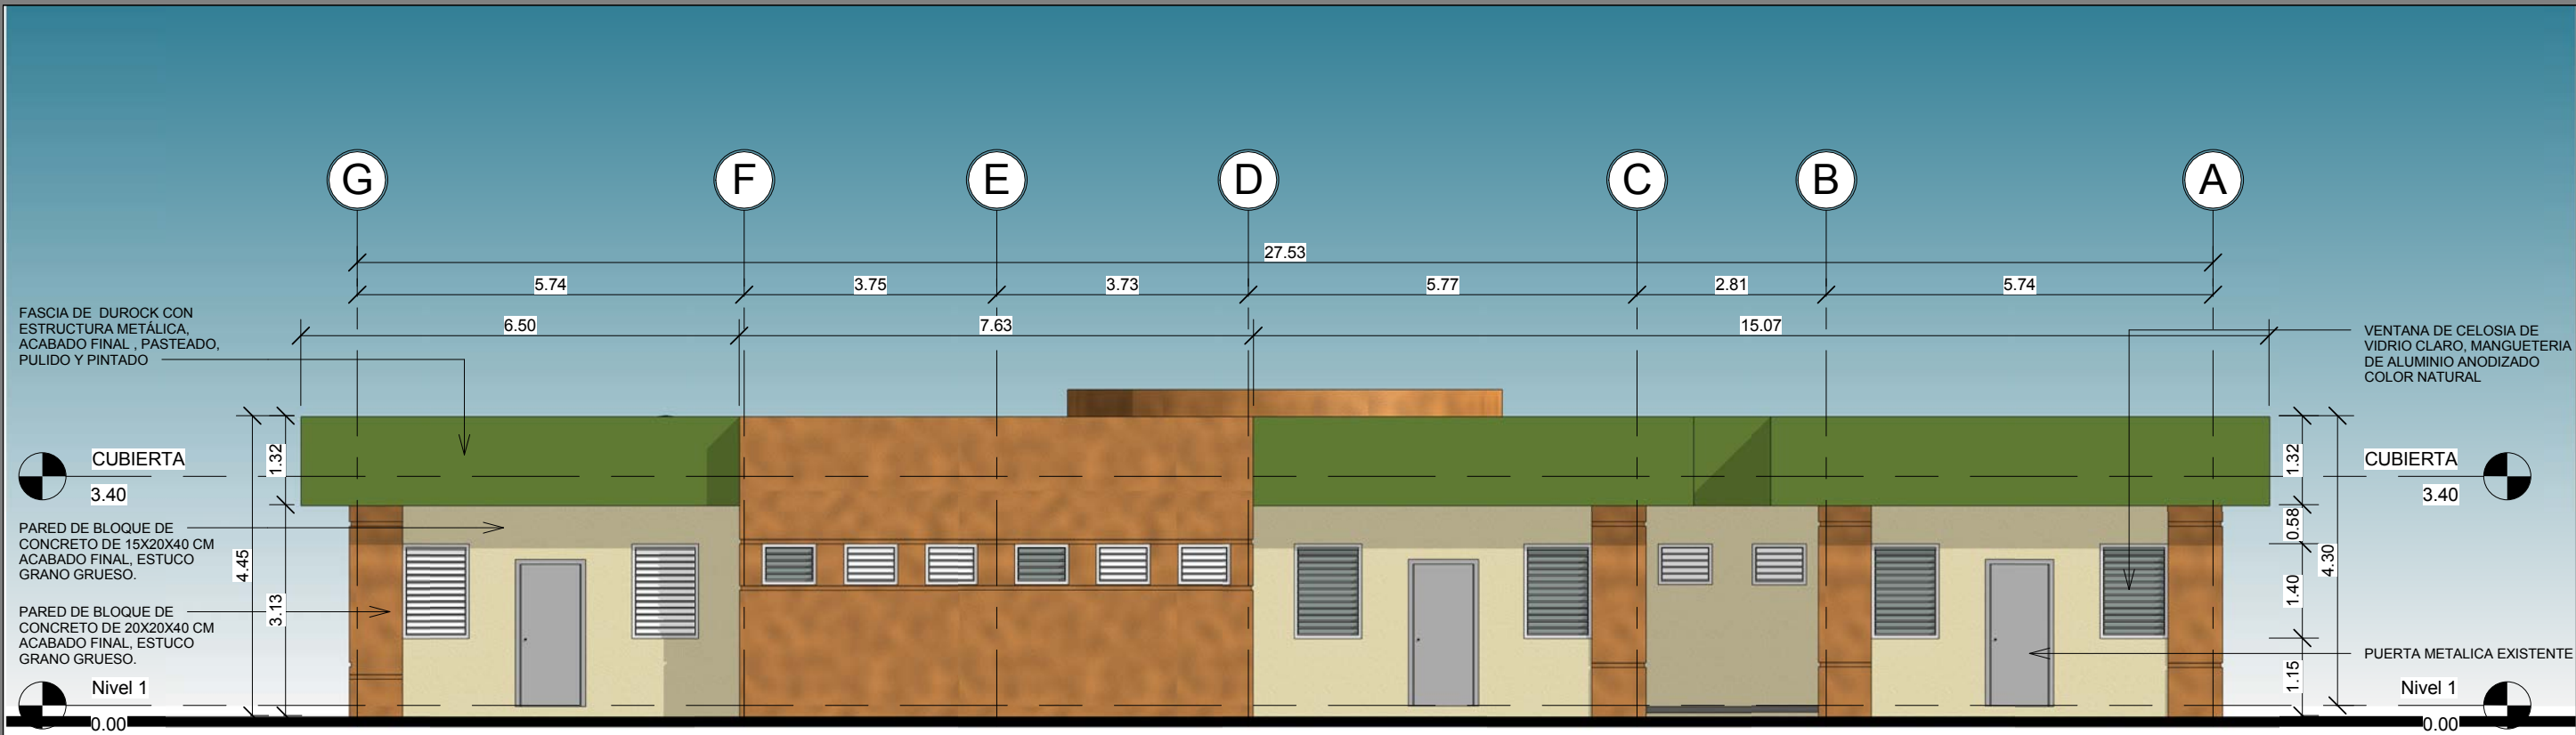 G F E D C B A
27.53
5.74 3.75 3.73 5.77 2.81 5.74
6.50 7.63 15.07
FASCIA DE DUROCK CON
ESTRUCTURA METÁLICA,
ACABADO FINAL , PASTEADO,
PULIDO Y PINTADO
VENTANA DE CELOSIA DE
VIDRIO CLARO, MANGUETERIA
DE ALUMINIO ANODIZADO
COLOR NATURAL
CUBIERTA
3.40
1.32
4.45
3.13
PARED DE BLOQUE DE
CONCRETO DE 15X20X40 CM
ACABADO FINAL, ESTUCO
GRANO GRUESO.
PARED DE BLOQUE DE
CONCRETO DE 20X20X40 CM
ACABADO FINAL, ESTUCO
GRANO GRUESO.
Nivel 1
0.00
1.32
0.58
1.40
1.15
4.30
CUBIERTA
3.40
PUERTA METALICA EXISTENTE
Nivel 1
0.00